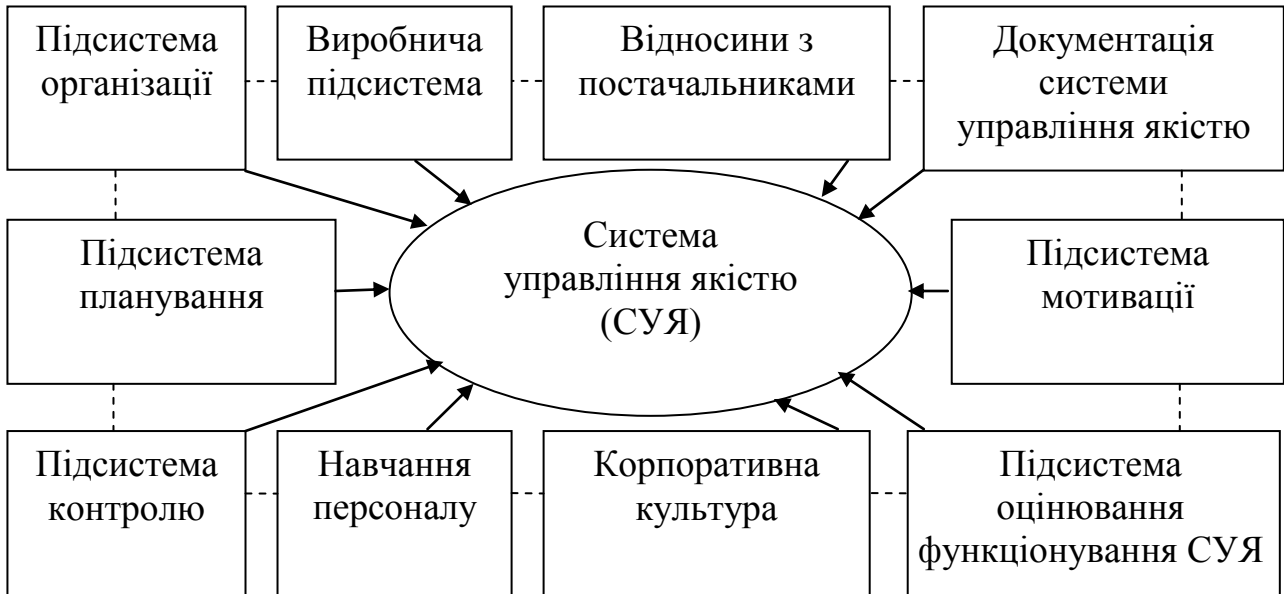 Підсистема
організації
Виробнича
підсистема
Відносини з
постачальниками
Документація
системи
управління якістю
Підсистема
планування
Система
управління якістю
(СУЯ)
Підсистема
мотивації
Підсистема
контролю
Навчання
персоналу
Корпоративна
культура
Підсистема
оцінювання
функціонування СУЯ